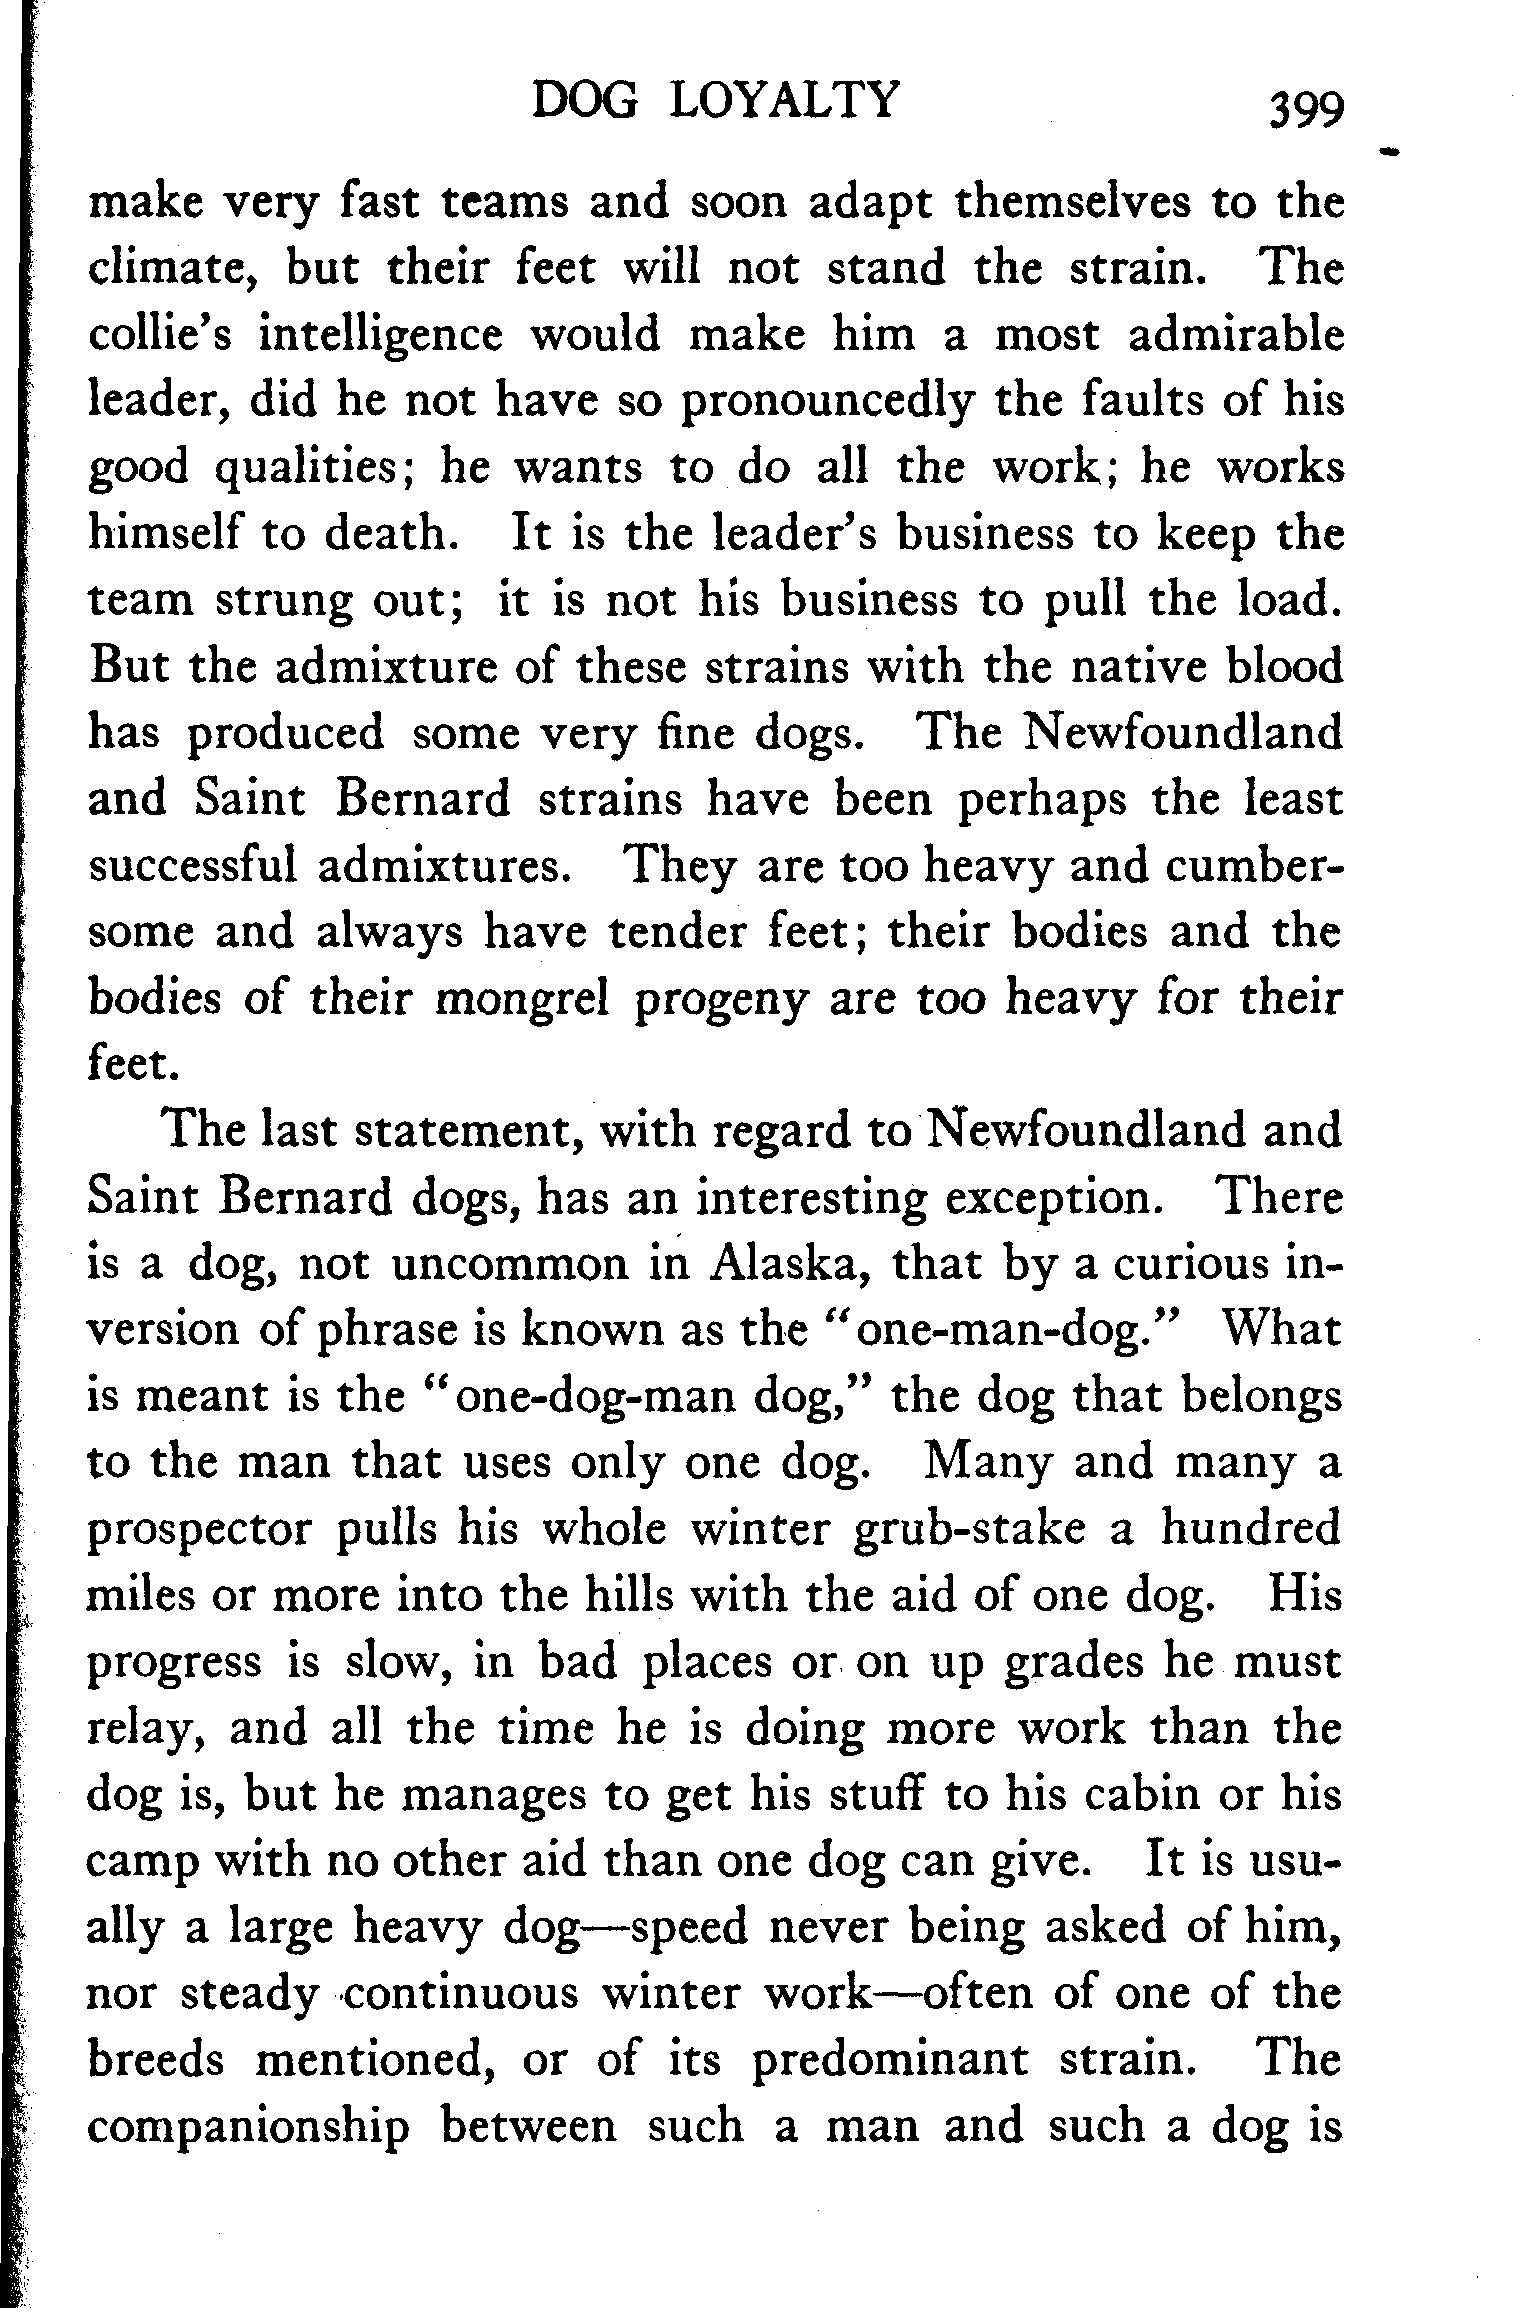 DOG LOYALTY 399
make very fast teams and soon adapt themselves to the
climate, but their feet will not stand the strain. The
collie's intelligence would make him a most admirable
leader, did he not have so pronouncedly the faults of his
good qualities; he wants to do all the work; he works
himself to death. It is the leader's business to keep the
team strung out; it is not his business to pull the load.
But the admixture of these strains with the native blood
has produced some very fine dogs. The Newfoundland
and Saint Bernard strains have been perhaps the least
successful admixtures. They are too heavy and cumber-
some and always have tender feet; their bodies and the
bodies of their mongrel progeny are too heavy for their
feet.
The last statement, with regard to Newfoundland and
Saint Bernard dogs, has an interesting exception. There
is a dog, not uncommon in Alaska, that by a curious in-
version of phrase is known as the "one-man-dog." What
is meant is the "one-dog-man dog," the dog that belongs
to the man that uses only one dog. Many and many a
prospector pulls his whole winter grub-stake a hundred
miles or more into the hills with the aid of one dog. His
progress is slow, in bad places or on up grades he must
relay, and all the time he is doing more work than the
dog is, but he manages to get his stuff to his cabin or his
camp with no other aid than one dog can give. It is usu-
ally a large heavy dog—speed never being asked of him,
nor steady continuous winter work—often of one of the
breeds mentioned, or of its predominant strain. The
companionship between such a man and such a dog is